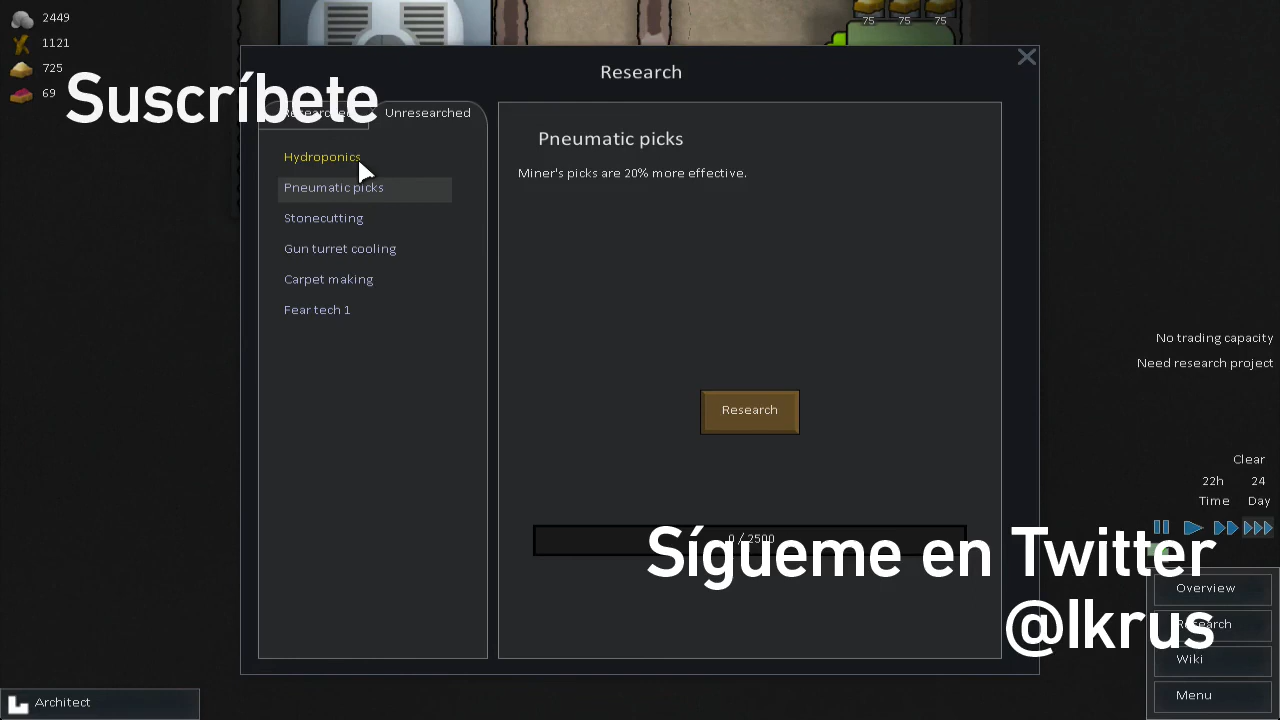 2449
1121
725
69
75 75 75
Research
Suscríbete
Researched
Unresearched
Hydroponics
Pneumatic picks
Stonecutting
Gun turret cooling
Carpet making
Fear tech 1
Pneumatic picks
Miner's picks are 20% more effective.
Research
0 / 2500
No trading capacity
Need research project
Clear
22h 24
Time Day
Sígueme en Twitter
@lkrus
Overview
Research
Wiki
Menu
Architect